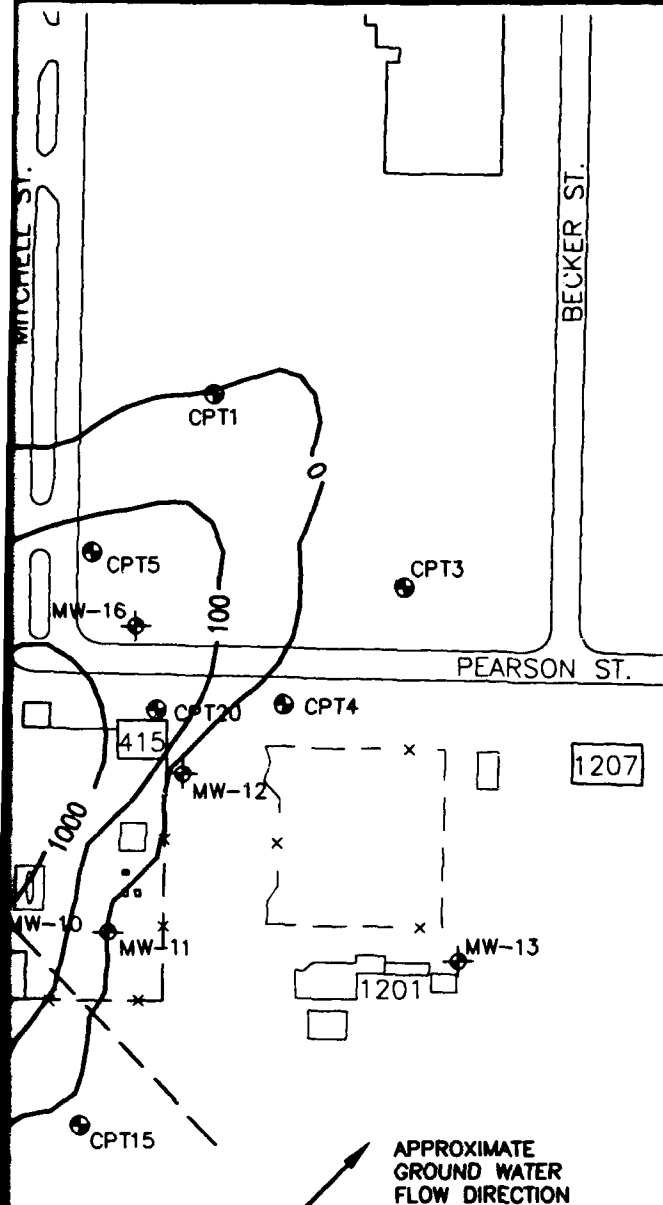 MITCHELL ST.
BECKER ST.
CPT1
0
CPT5
CPT3
100
MW-16
PEARSON ST.
CPT20
CPT4
415
1207
MW-12
1000
MW-10
MW-11
MW-13
1201
CPT15
APPROXIMATE
GROUND WATER
FLOW DIRECTION